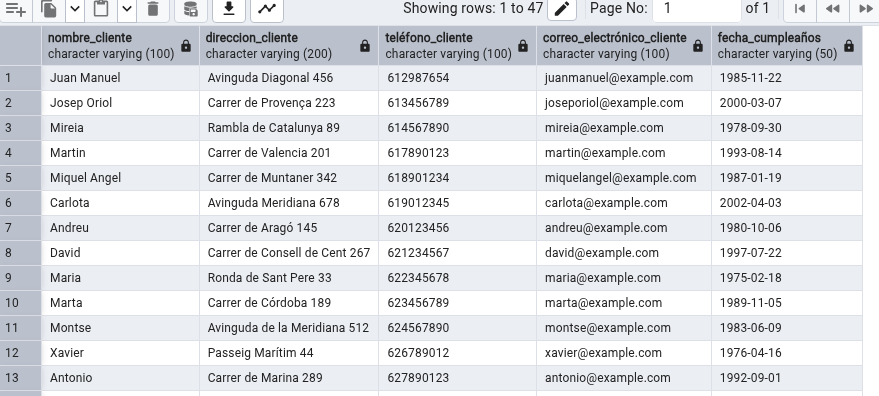 Showing rows: 1 to 47 Page No: 1 of 1
nombre_cliente direccion_cliente teléfono_cliente correo_electrónico_cliente fecha_cumpleaños
character varying (100) character varying (200) character varying (100) character varying (100) character varying (50)
1 Juan Manuel Avinguda Diagonal 456 612987654 juanmanuel@example.com 1985-11-22
2 Josep Oriol Carrer de Provença 223 613456789 joseporiol@example.com 2000-03-07
3 Mireia Rambla de Catalunya 89 614567890 mireia@example.com 1978-09-30
4 Martin Carrer de Valencia 201 617890123 martin@example.com 1993-08-14
5 Miquel Angel Carrer de Muntaner 342 618901234 miquelangel@example.com 1987-01-19
6 Carlota Avinguda Meridiana 678 619012345 carlota@example.com 2002-04-03
7 Andreu Carrer de Aragó 145 620123456 andreu@example.com 1980-10-06
8 David Carrer de Consell de Cent 267 621234567 david@example.com 1997-07-22
9 Maria Ronda de Sant Pere 33 622345678 maria@example.com 1975-02-18
10 Marta Carrer de Córdoba 189 623456789 marta@example.com 1989-11-05
11 Montse Avinguda de la Meridiana 512 624567890 montse@example.com 1983-06-09
12 Xavier Passeig Marítim 44 626789012 xavier@example.com 1976-04-16
13 Antonio Carrer de Marina 289 627890123 antonio@example.com 1992-09-01